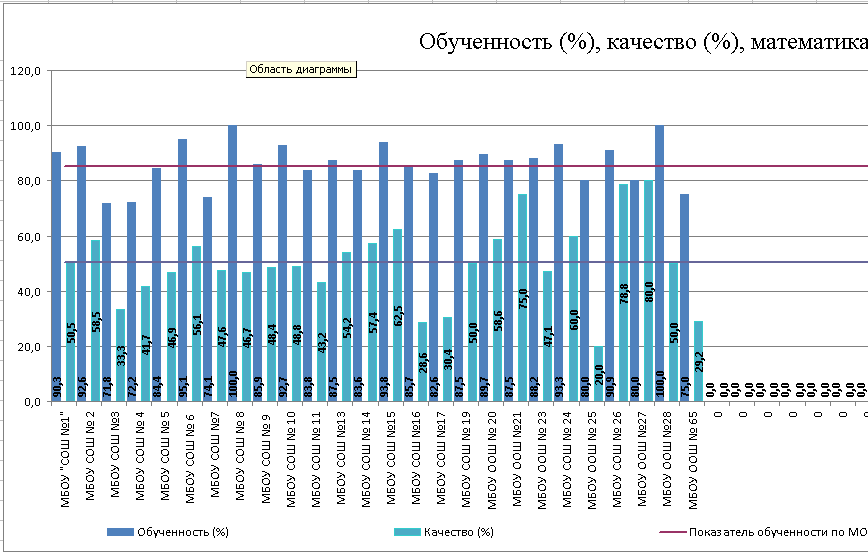 Обученность (%), качество (%), математика
Область диаграммы
120,0
100,0
80,0
60,0
40,0
20,0
0,0
90,3
50,5
92,6
58,5
71,8
33,3
72,2
41,7
84,4
46,9
95,1
56,1
74,1
47,6
100,0
46,7
85,9
48,4
92,7
48,8
83,8
43,2
87,5
54,2
83,6
57,4
93,8
62,5
85,7
28,6
82,6
30,4
87,5
50,0
89,7
58,6
87,5
75,0
88,2
47,1
93,3
60,0
80,0
20,0
90,9
78,8
80,0
80,0
100,0
50,0
75,0
29,2
0,0
0,0
0,0
0,0
0,0
0,0
0,0
0,0
0,0
0,0
0,0
0,0
0,0
МБОУ "СОШ №1"
МБОУ СОШ № 2
МБОУ СОШ №3
МБОУ СОШ № 4
МБОУ СОШ № 5
МБОУ СОШ № 6
МБОУ СОШ №7
МБОУ СОШ № 8
МБОУ СОШ № 9
МБОУ СОШ № 10
МБОУ СОШ № 11
МБОУ СОШ №13
МБОУ СОШ № 14
МБОУ СОШ №15
МБОУ СОШ №16
МБОУ СОШ №17
МБОУ СОШ № 19
МБОУ ООШ № 20
МБОУ ООШ №21
МБОУ ООШ № 23
МБОУ СОШ № 24
МБОУ ООШ № 25
МБОУ СОШ № 26
МБОУ ООШ №27
МБОУ ООШ №28
МБОУ ООШ № 65
0
0
0
0
0
0
Обученность (%)
Качество (%)
Показатель обученности по МО